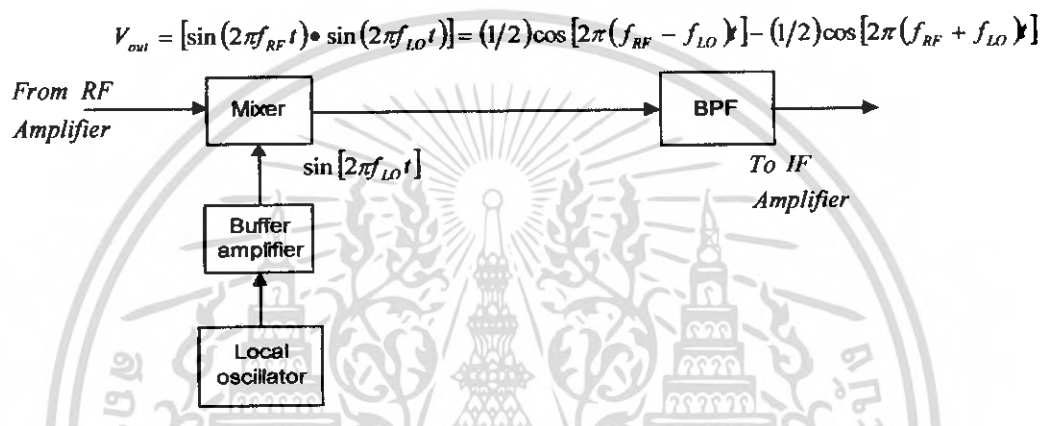 V_out = [sin (2πf_RF t)• sin (2πf_LO t)] = (1/2)cos [2π(f_RF − f_LO )t] − (1/2)cos[2π(f_RF + f_LO )t]
From RF
Amplifier
Mixer
BPF
sin [2πf_LO t]
To IF
Amplifier
Buffer
amplifier
Local
oscillator